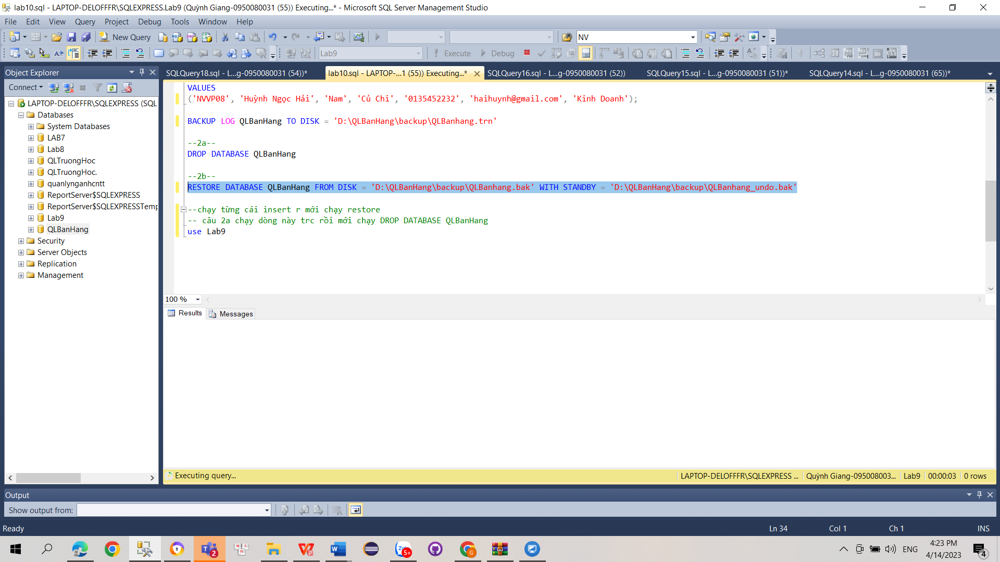 lab10.sql - LAPTOP-DELOFFFR\SQLEXPRESS.Lab9 (Quỳnh Giang-0950080031 (55)) Executing...* - Microsoft SQL Server Management Studio
File Edit View Query Project Debug Tools Window Help
New Query NV
Lab9 Execute Debug
Object Explorer
Connect
LAPTOP-DELOFFFR\SQLEXPRESS (SQL
Databases
System Databases
LAB7
Lab8
QLTruongHoc
QLTruongHoc.
quanlynganhcntt
ReportServer$SQLEXPRESS
ReportServer$SQLEXPRESSTemp
Lab9
QLBanHang
Security
Server Objects
Replication
Management
SQLQuery18.sql - L...g-0950080031 (54))* lab10.sql - LAPTOP-...1 (55)) Executing...* SQLQuery16.sql - L...g-0950080031 (52)) SQLQuery15.sql - L...g-0950080031 (51))* SQLQuery14.sql - L...g-0950080031 (65))*
VALUES
('NVVP08', 'Huỳnh Ngọc Hải', 'Nam', 'Củ Chi', '0135452232', 'haihuynh@gmail.com', 'Kinh Doanh');
BACKUP LOG QLBanHang TO DISK = 'D:\QLBanHang\backup\QLBanhang.trn'
--2a--
DROP DATABASE QLBanHang
--2b--
RESTORE DATABASE QLBanHang FROM DISK = 'D:\QLBanHang\backup\QLBanhang.bak' WITH STANDBY = 'D:\QLBanHang\backup\QLBanhang_undo.bak'
--chạy từng cái insert r mới chạy restore
-- câu 2a chạy dòng này trc rồi mới chạy DROP DATABASE QLBanHang
use Lab9
100 %
Results Messages
Executing query... LAPTOP-DELOFFFR\SQLEXPRESS ... Quỳnh Giang-095008003... Lab9 00:00:03 0 rows
Output
Show output from:
Ready Ln 34 Col 1 Ch 1 INS
2 5+ G ENG 4:23 PM
4/14/2023 4